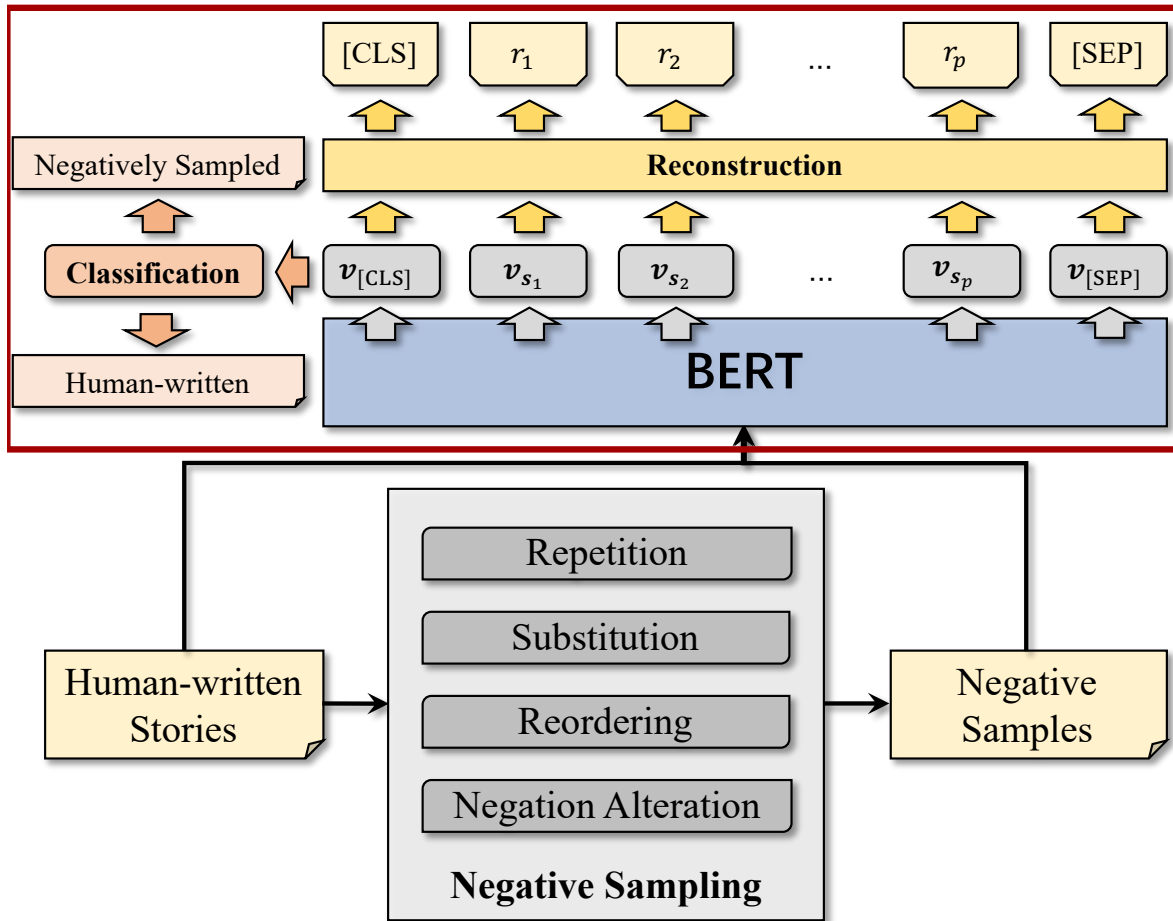 [CLS] r₁ r₂ ... rₚ [SEP]
Negatively Sampled
Reconstruction
Classification
v[CLS] vs₁ vs₂ ... vsₚ v[SEP]
Human-written
BERT
Repetition
Substitution
Reordering
Negation Alteration
Negative Sampling
Human-written
Stories
Negative
Samples